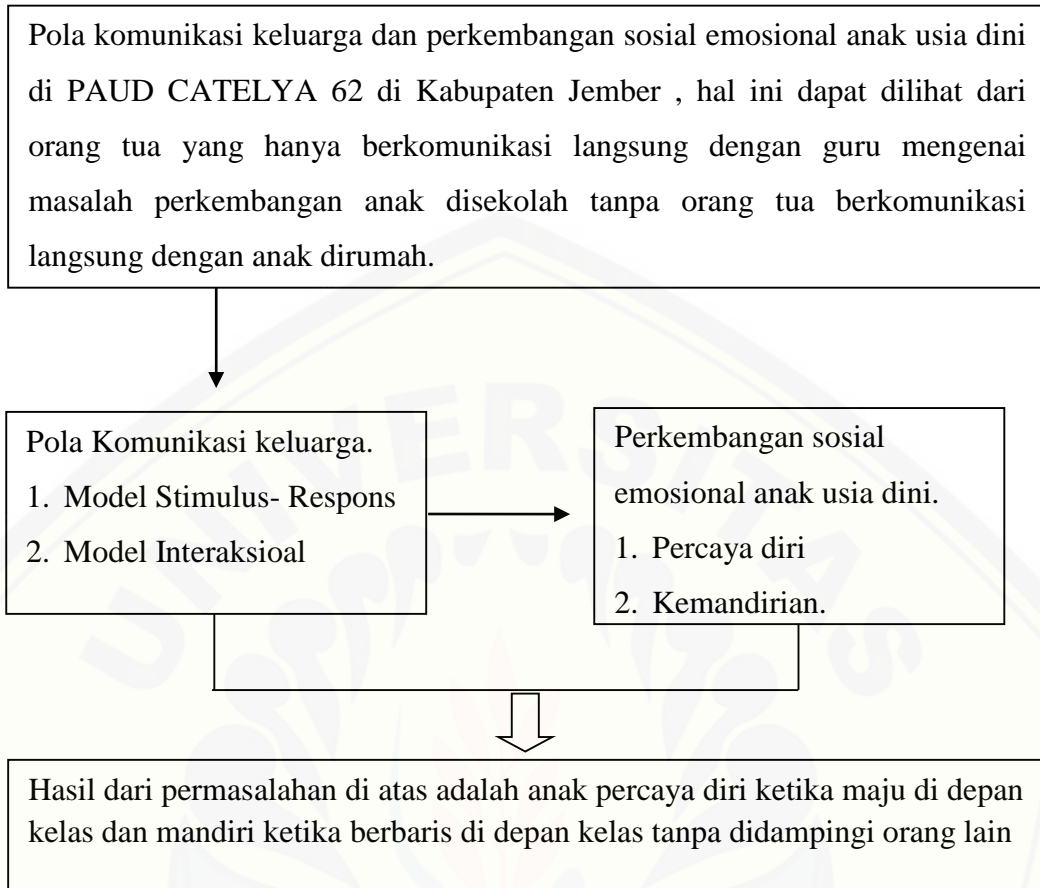 Pola komunikasi keluarga dan perkembangan sosial emosional anak usia dini
di PAUD CATELYA 62 di Kabupaten Jember , hal ini dapat dilihat dari
orang tua yang hanya berkomunikasi langsung dengan guru mengenai
masalah perkembangan anak disekolah tanpa orang tua berkomunikasi
langsung dengan anak dirumah.
Pola Komunikasi keluarga.
1. Model Stimulus- Respons
2. Model Interaksioal
Perkembangan sosial
emosional anak usia dini.
1. Percaya diri
2. Kemandirian.
UNIVERSITAS
Hasil dari permasalahan di atas adalah anak percaya diri ketika maju di depan
kelas dan mandiri ketika berbaris di depan kelas tanpa didampingi orang lain